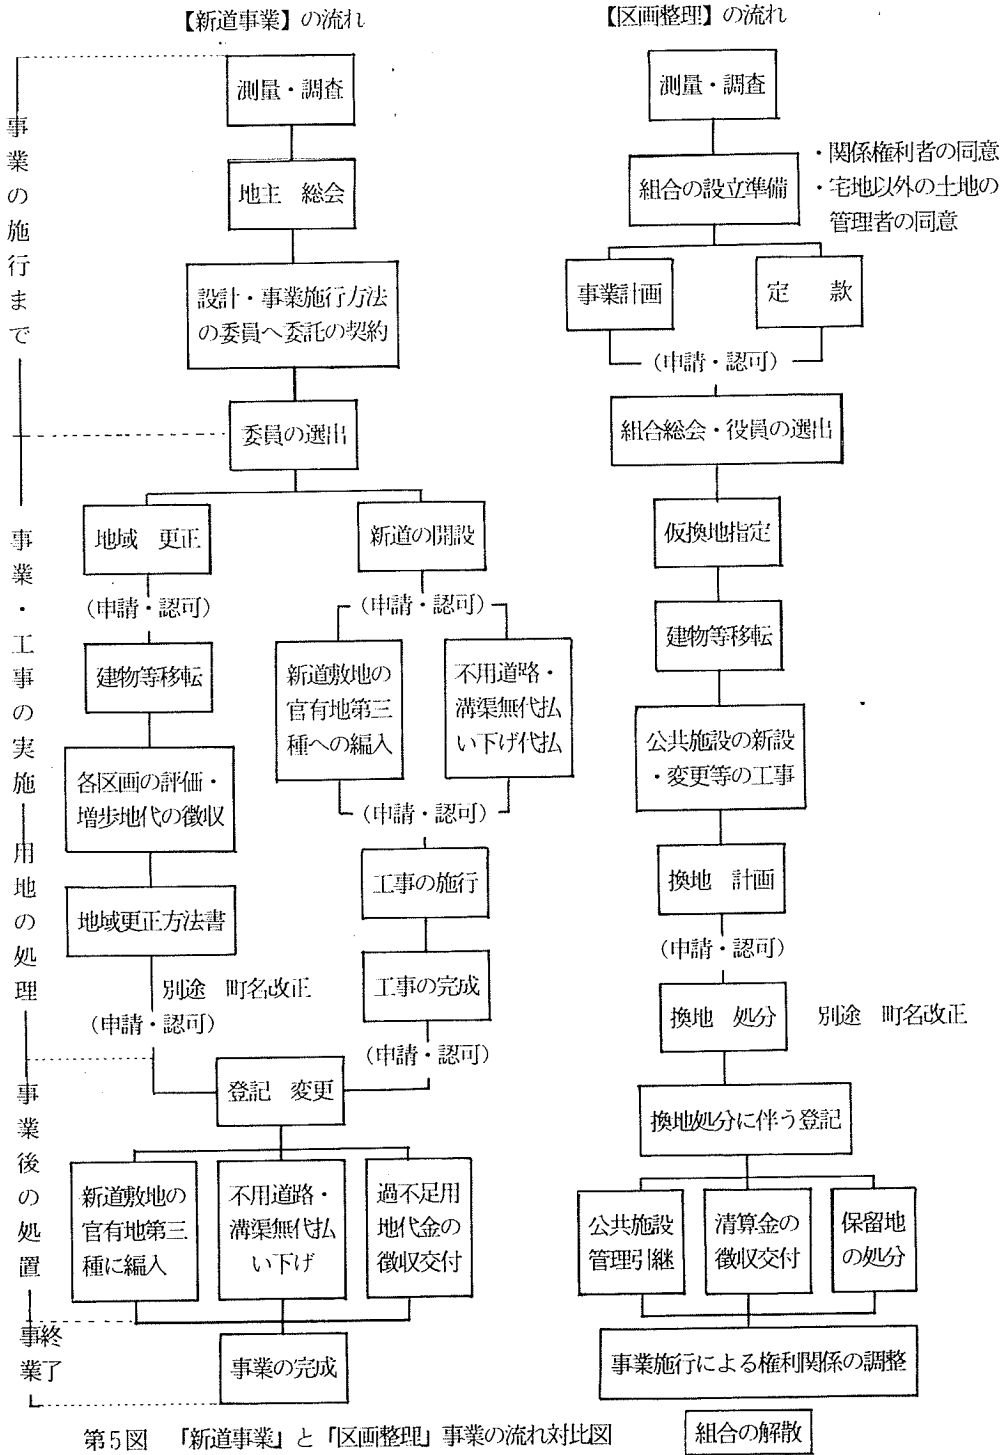 【新道事業】の流れ
測量・調査
地主 総会
設計・事業施行方法
の委員へ委託の契約
委員の選出
地域 更正
(申請・認可)
建物等移転
各区画の評価・
増歩地代の徴収
地域更正方法書
別途 町名改正
(申請・認可)
新道の開設
(申請・認可)
新道敷地の
官有地第三
種への編入
不用道路・
溝渠無代払
い下げ代払
(申請・認可)
工事の施行
工事の完成
(申請・認可)
登記 変更
新道敷地の
官有地第三
種に編入
不用道路・
溝渠無代払
い下げ
過不足用
地代金の
徴収交付
事業の完成
事業の施行まで
事業・工事の実施
用地の処理
事業後の処置
事業
終了
【区画整理】の流れ
測量・調査
組合の設立準備
・関係権利者の同意
・宅地以外の土地の
管理者の同意
事業計画
定 款
(申請・認可)
組合総会・役員の選出
仮換地指定
建物等移転
公共施設の新設
・変更等の工事
換地 計画
(申請・認可)
換地 処分
別途 町名改正
換地処分に伴う登記
公共施設
管理引継
清算金の
徴収交付
保留地
の処分
事業施行による権利関係の調整
組合の解散
第5図 「新道事業」と「区画整理」事業の流れ対比図